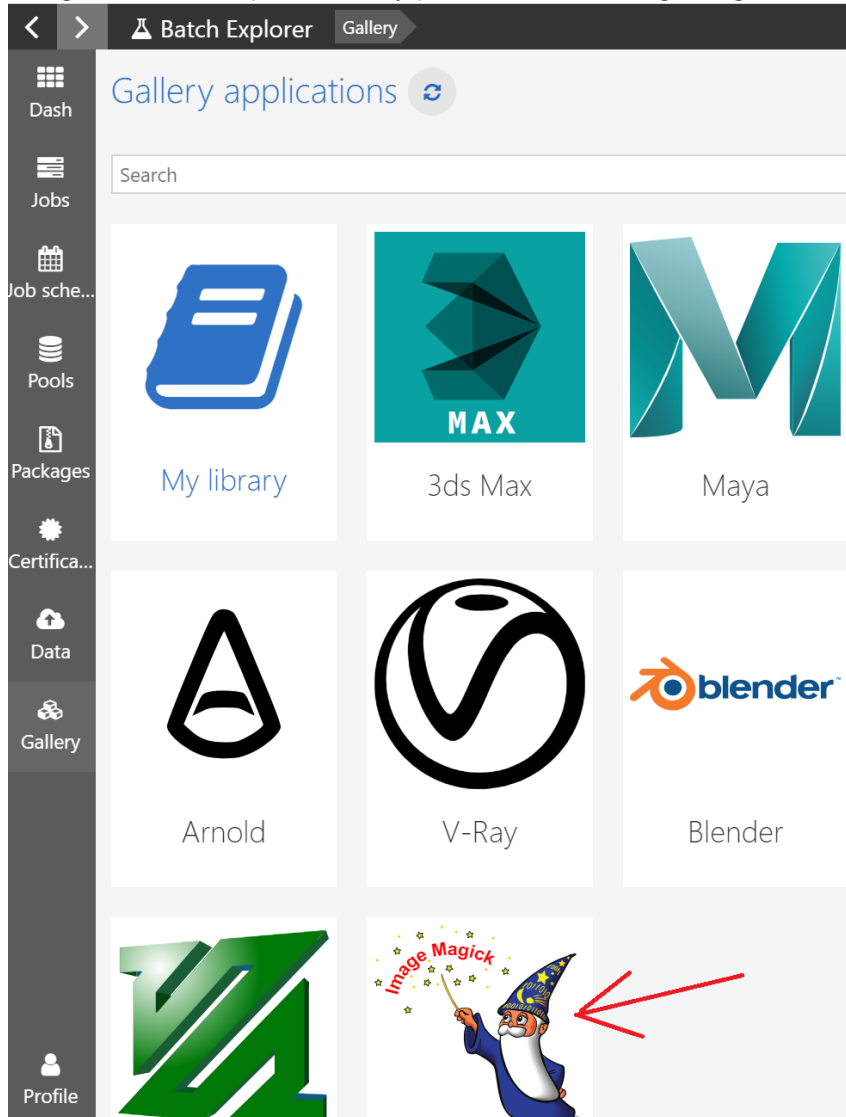 Batch Explorer Gallery
Dash
Gallery applications
Jobs
Search
Job sche...
Pools
Packages
Certifica...
Data
Gallery
Profile
MAX
My library
3ds Max
Maya
blender
Arnold
V-Ray
Blender
Image Magick